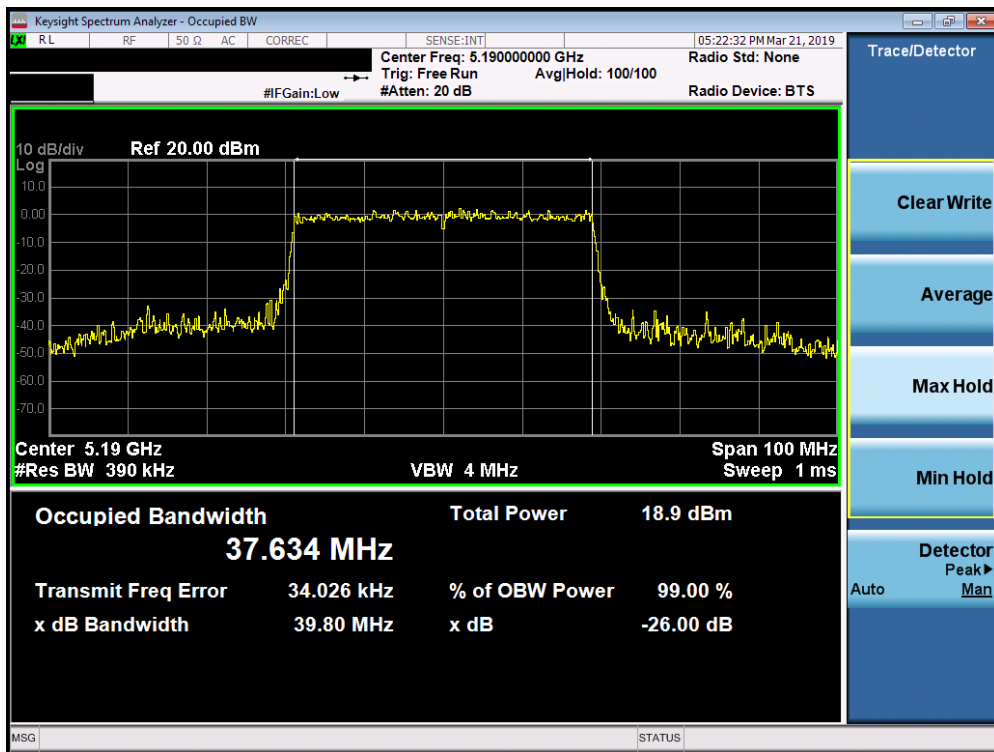 Keysight Spectrum Analyzer - Occupied BW
LXI RL RF 50 Ω AC CORREC SENSE:INT 05:22:32 PM Mar 21, 2019
Center Freq: 5.190000000 GHz Radio Std: None
Trig: Free Run Avg|Hold: 100/100
#IFGain:Low #Atten: 20 dB Radio Device: BTS
10 dB/div Ref 20.00 dBm
Log
10.0
0.00
-10.0
-20.0
-30.0
-40.0
-50.0
-60.0
-70.0
Center 5.19 GHz Span 100 MHz
#Res BW 390 kHz VBW 4 MHz Sweep 1 ms
Occupied Bandwidth Total Power 18.9 dBm
37.634 MHz
Transmit Freq Error 34.026 kHz % of OBW Power 99.00 %
x dB Bandwidth 39.80 MHz x dB -26.00 dB
MSG STATUS
Trace/Detector
Clear Write
Average
Max Hold
Min Hold
Detector
Peak▶
Auto Man